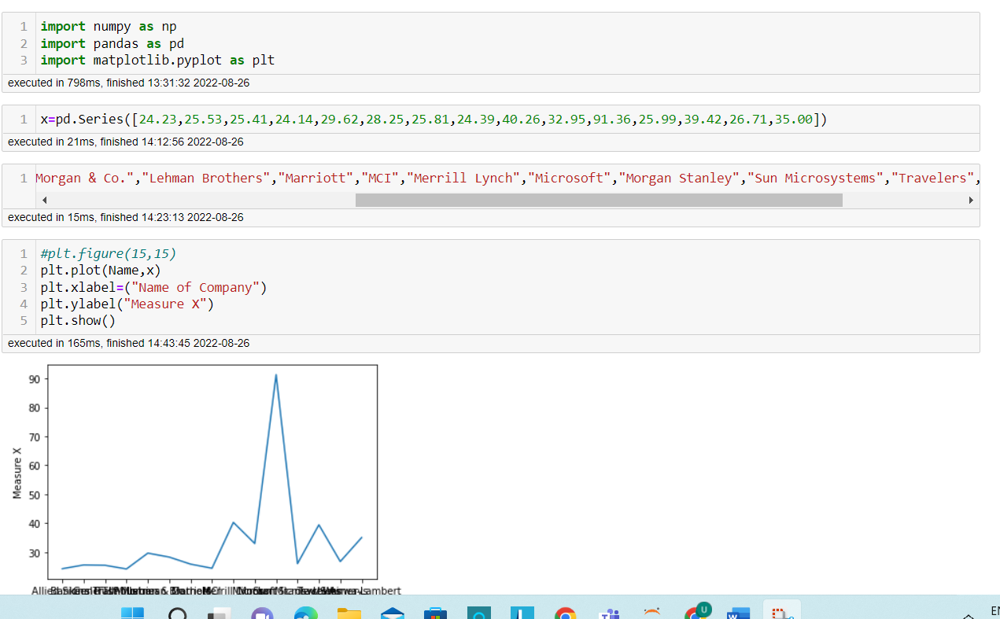 1 import numpy as np
2 import pandas as pd
3 import matplotlib.pyplot as plt
executed in 798ms, finished 13:31:32 2022-08-26
1 x=pd.Series([24.23,25.53,25.41,24.14,29.62,28.25,25.81,24.39,40.26,32.95,91.36,25.99,39.42,26.71,35.00])
executed in 21ms, finished 14:12:56 2022-08-26
1 Morgan & Co.","Lehman Brothers","Marriott","MCI","Merrill Lynch","Microsoft","Morgan Stanley","Sun Microsystems","Travelers",
executed in 15ms, finished 14:23:13 2022-08-26
1 #plt.figure(15,15)
2 plt.plot(Name,x)
3 plt.xlabel=("Name of Company")
4 plt.ylabel("Measure X")
5 plt.show()
executed in 165ms, finished 14:43:45 2022-08-26
90
80
70
60
50
40
30
Measure X
U
W